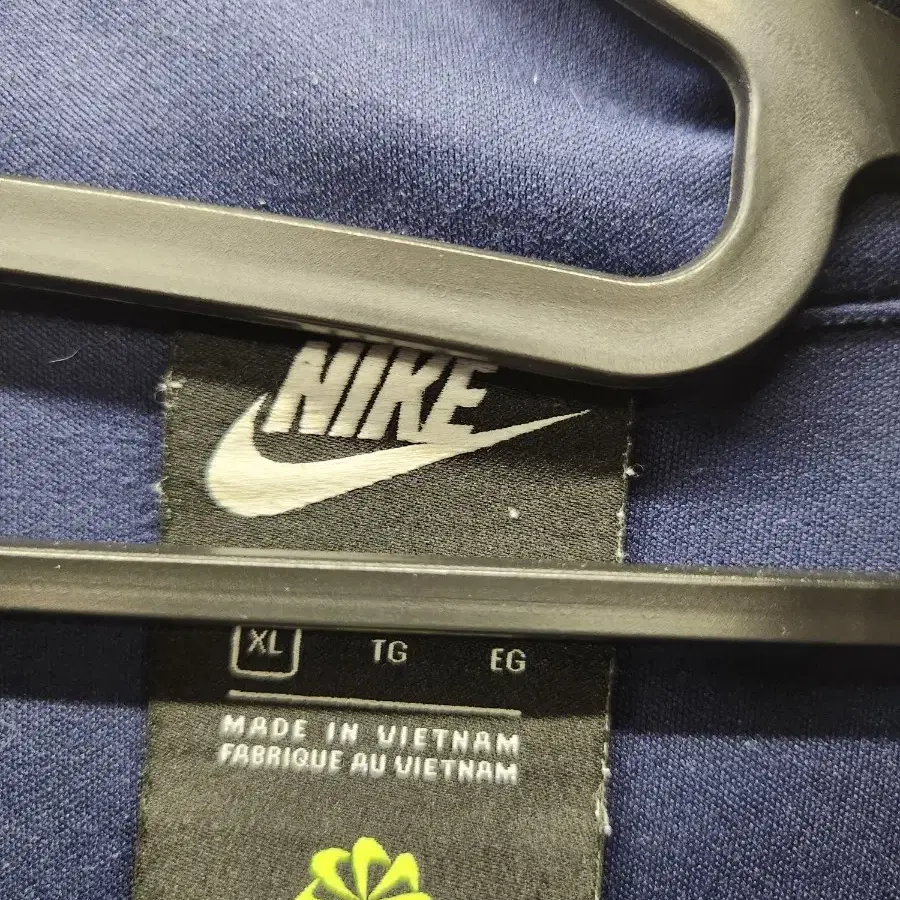 NIKE
XL TG EG
MADE IN VIETNAM
FABRIQUE AU VIETNAM